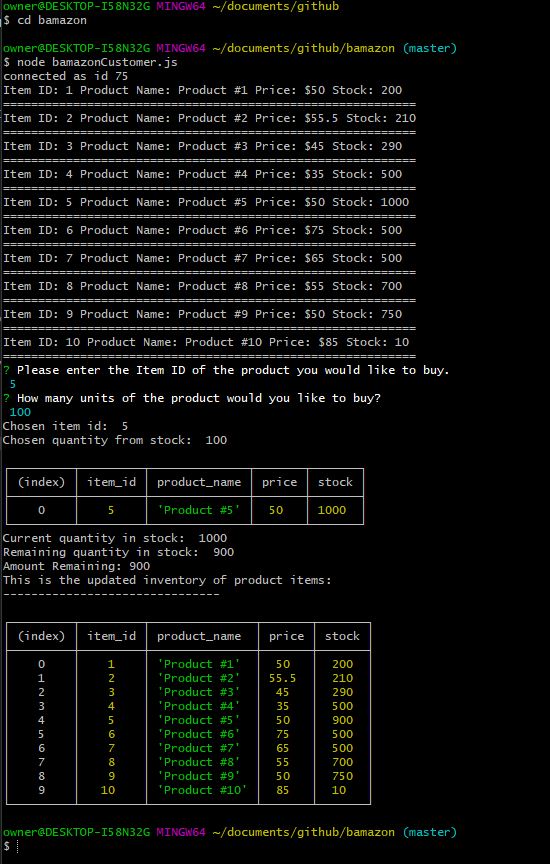 owner@DESKTOP-I58N32G MINGW64 ~/documents/github
$ cd bamazon
owner@DESKTOP-I58N32G MINGW64 ~/documents/github/bamazon (master)
$ node bamazonCustomer.js
connected as id 75
Item ID: 1 Product Name: Product #1 Price: $50 Stock: 200
===========================================================
Item ID: 2 Product Name: Product #2 Price: $55.5 Stock: 210
===========================================================
Item ID: 3 Product Name: Product #3 Price: $45 Stock: 290
===========================================================
Item ID: 4 Product Name: Product #4 Price: $35 Stock: 500
===========================================================
Item ID: 5 Product Name: Product #5 Price: $50 Stock: 1000
===========================================================
Item ID: 6 Product Name: Product #6 Price: $75 Stock: 500
===========================================================
Item ID: 7 Product Name: Product #7 Price: $65 Stock: 500
===========================================================
Item ID: 8 Product Name: Product #8 Price: $55 Stock: 700
===========================================================
Item ID: 9 Product Name: Product #9 Price: $50 Stock: 750
===========================================================
Item ID: 10 Product Name: Product #10 Price: $85 Stock: 10
===========================================================
? Please enter the Item ID of the product you would like to buy.
5
? How many units of the product would you like to buy?
100
Chosen item id:  5
Chosen quantity from stock:  100
(index) item_id product_name price stock
0 5 'Product #5' 50 1000
Current quantity in stock:  1000
Remaining quantity in stock:  900
Amount Remaining: 900
This is the updated inventory of product items:
-------------------------------
(index) item_id product_name price stock
0 1 'Product #1' 50 200
1 2 'Product #2' 55.5 210
2 3 'Product #3' 45 290
3 4 'Product #4' 35 500
4 5 'Product #5' 50 900
5 6 'Product #6' 75 500
6 7 'Product #7' 65 500
7 8 'Product #8' 55 700
8 9 'Product #9' 50 750
9 10 'Product #10' 85 10
owner@DESKTOP-I58N32G MINGW64 ~/documents/github/bamazon (master)
$